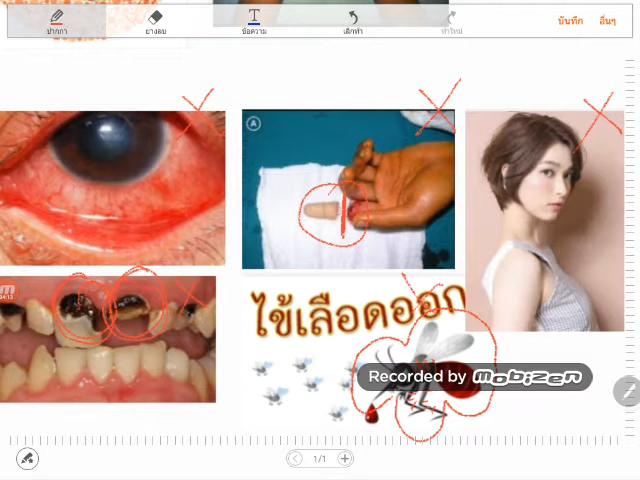 ปากกา
ยางลบ
T
ข้อความ
เลิกทำ
ทำใหม่
บันทึก
อื่นๆ
A
04:13
ไข้เลือดออก
Recorded by mobizen
1/1